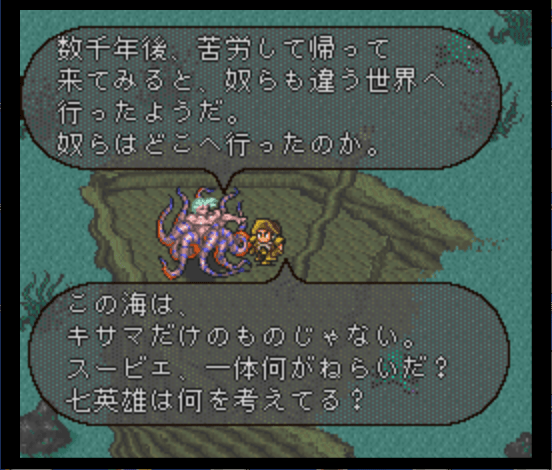 数千年後、苦労して帰って
来てみると、奴らも違う世界へ
行ったようだ。
奴らはどこへ行ったのか。
この海は、
キサマだけのものじゃない。
スービエ、一体何がねらいだ？
七英雄は何を考えてる？